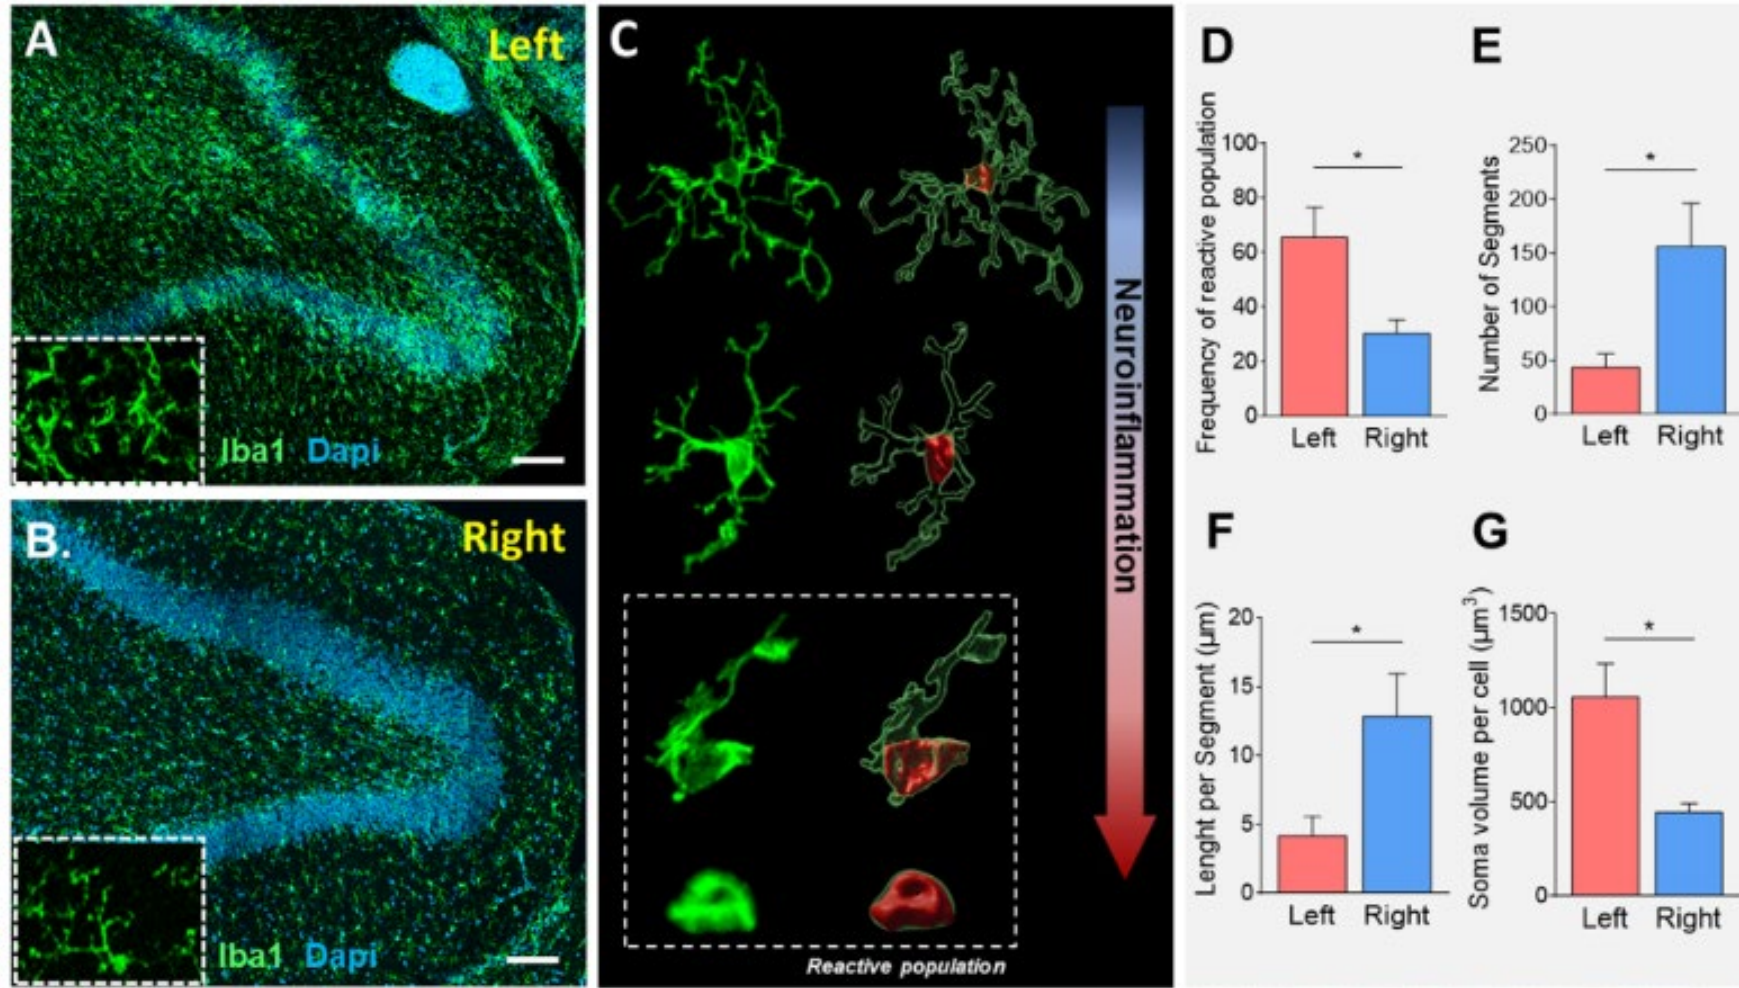 A
Left
Iba1 Dapi
B.
Right
Iba1 Dapi
C
Neuroinflammation
Reactive population
D
Frequency of reactive population
100
80
60
40
20
0
*
Left Right
E
Number of Segments
250
200
150
100
50
0
*
Left Right
F
Lenght per Segment (µm)
20
15
10
5
0
*
Left Right
G
Soma volume per cell (µm³)
1500
1000
500
0
*
Left Right